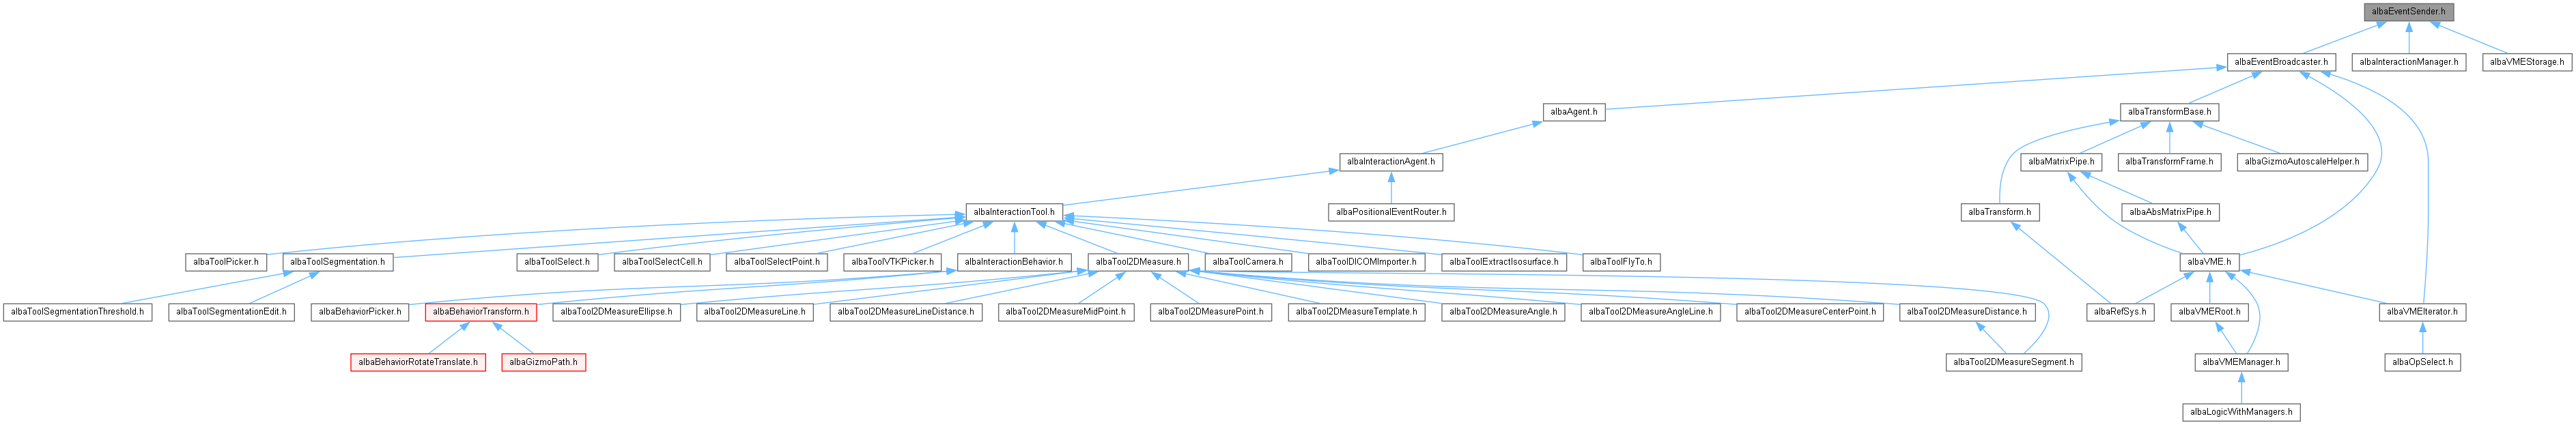 albaEventSender.h
albaEventBroadcaster.h
albaInteractionManager.h
albaVMEStorage.h
albaAgent.h
albaTransformBase.h
albaInteractionAgent.h
albaMatrixPipe.h
albaTransformFrame.h
albaGizmoAutoscaleHelper.h
albaInteractionTool.h
albaPositionalEventRouter.h
albaTransform.h
albaAbsMatrixPipe.h
albaToolPicker.h
albaToolSegmentation.h
albaToolSelect.h
albaToolSelectCell.h
albaToolSelectPoint.h
albaToolVTKPicker.h
albaInteractionBehavior.h
albaTool2DMeasure.h
albaToolCamera.h
albaToolDICOMImporter.h
albaToolExtractIsosurface.h
albaToolFlyTo.h
albaVME.h
albaToolSegmentationThreshold.h
albaToolSegmentationEdit.h
albaBehaviorPicker.h
albaBehaviorTransform.h
albaTool2DMeasureEllipse.h
albaTool2DMeasureLine.h
albaTool2DMeasureLineDistance.h
albaTool2DMeasureMidPoint.h
albaTool2DMeasurePoint.h
albaTool2DMeasureTemplate.h
albaTool2DMeasureAngle.h
albaTool2DMeasureAngleLine.h
albaTool2DMeasureCenterPoint.h
albaTool2DMeasureDistance.h
albaRefSys.h
albaVMERoot.h
albaVMEIterator.h
albaBehaviorRotateTranslate.h
albaGizmoPath.h
albaTool2DMeasureSegment.h
albaVMEManager.h
albaOpSelect.h
albaLogicWithManagers.h